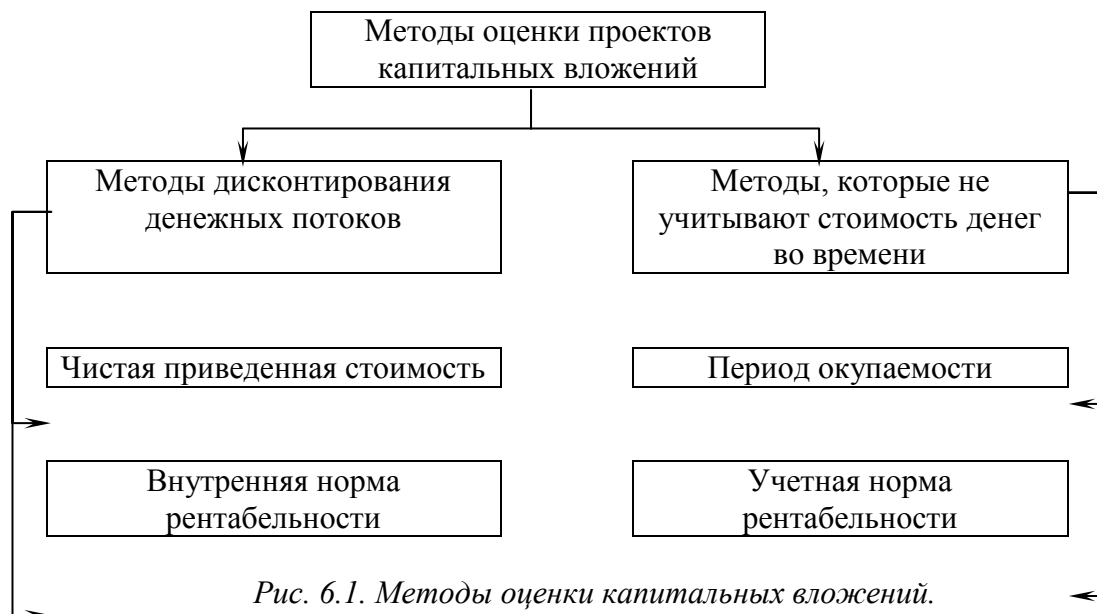 Методы оценки проектов
капитальных вложений
Методы дисконтирования
денежных потоков
Методы, которые не
учитывают стоимость денег
во времени
Чистая приведенная стоимость
Период окупаемости
Внутренняя норма
рентабельности
Учетная норма
рентабельности
Рис. 6.1. Методы оценки капитальных вложений.